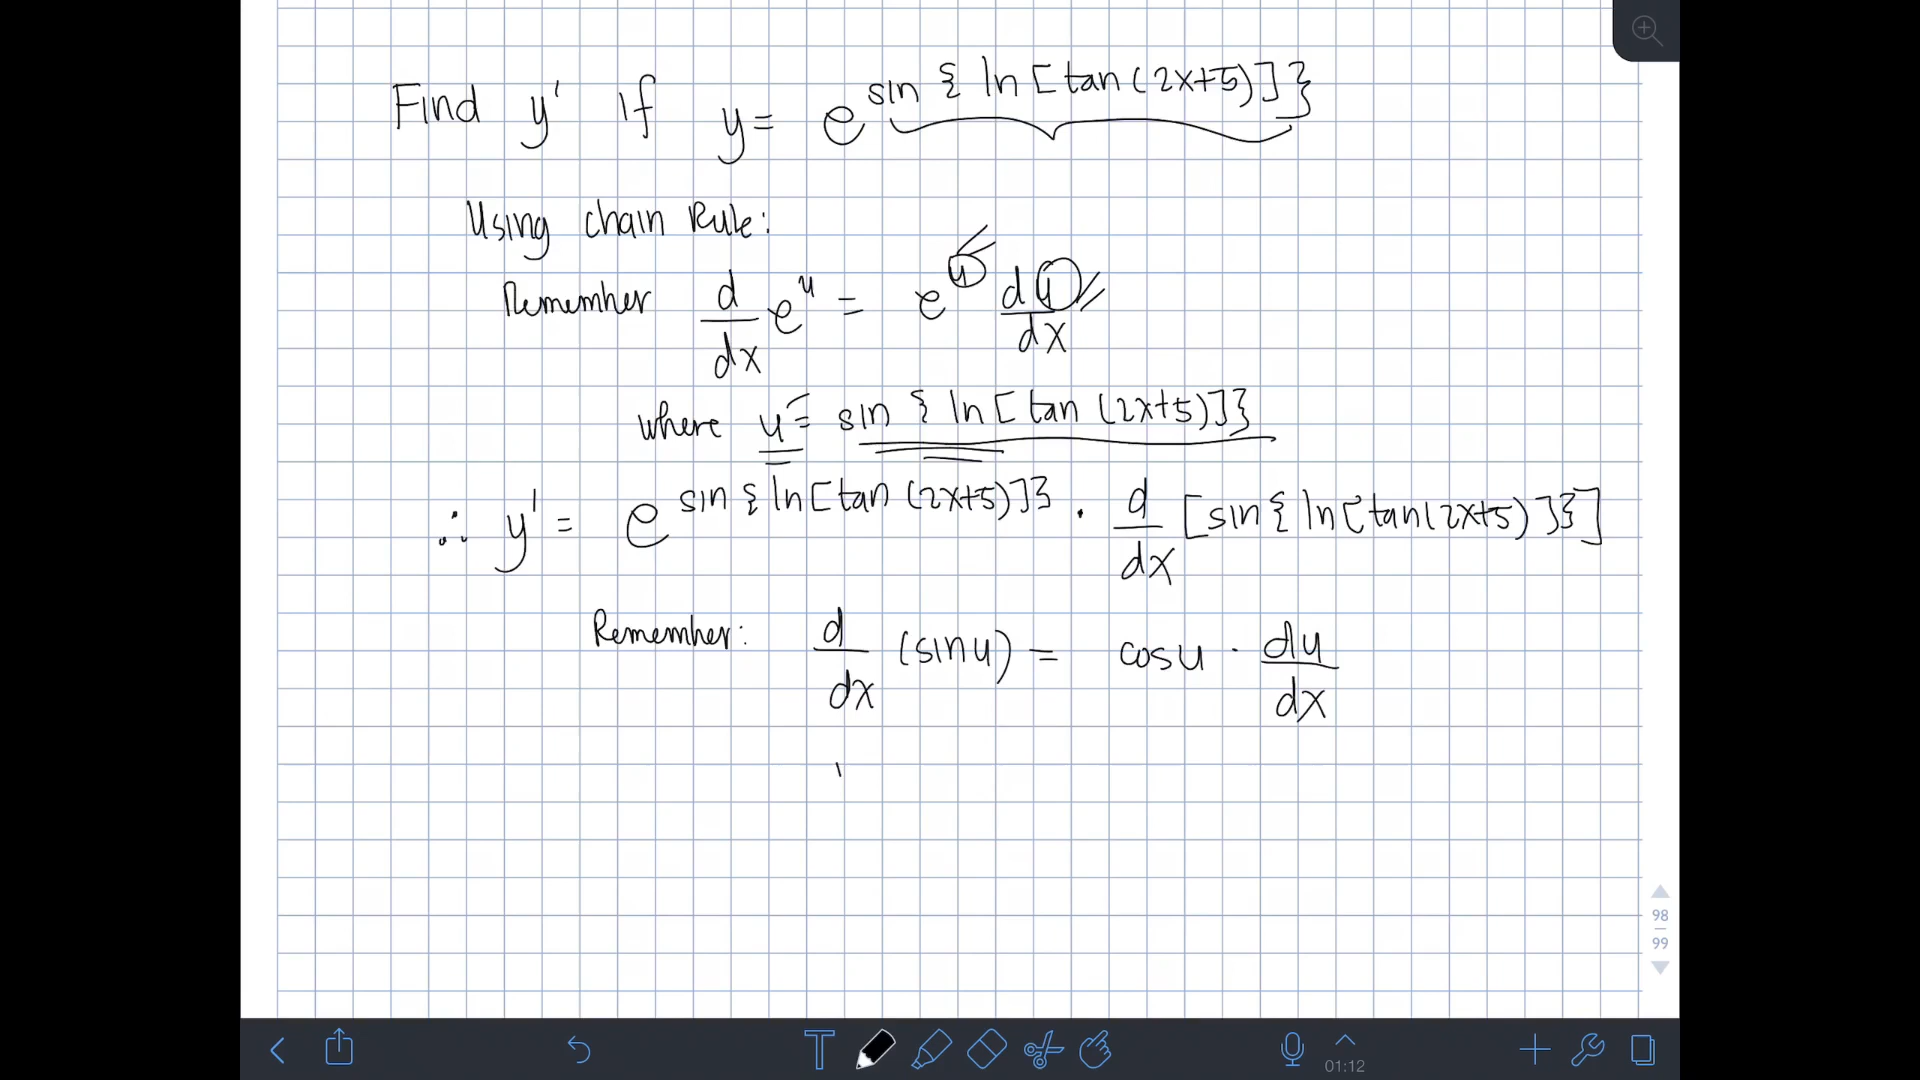 Find y' if y = e^sin{ln[tan(2x+5)]}
Using Chain Rule:
Remember d/dx e^u = e^u du/dx
where u = sin{ln[tan(2x+5)]}
∴ y' = e^sin{ln[tan(2x+5)]} · d/dx [sin{ln[tan(2x+5)]}]
Remember: d/dx (sin u) = cos u · du/dx
98
99
T
01:12